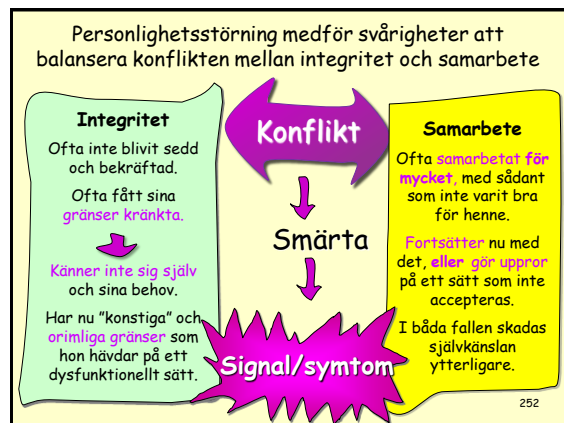 Personlighetsstörning medför svårigheter att
balansera konflikten mellan integritet och samarbete
Integritet
Ofta inte blivit sedd
och bekräftad.
Ofta fått sina
gränser kränkta.
Känner inte sig själv
och sina behov.
Har nu "konstiga" och
orimliga gränser som
hon hävdar på ett
dysfunktionellt sätt.
Konflikt
Smärta
Signal/symtom
Samarbete
Ofta samarbetat för
mycket, med sådant
som inte varit bra
för henne.
Fortsätter nu med
det, eller gör uppror
på ett sätt som inte
accepteras.
I båda fallen skadas
självkänslan
ytterligare.
252